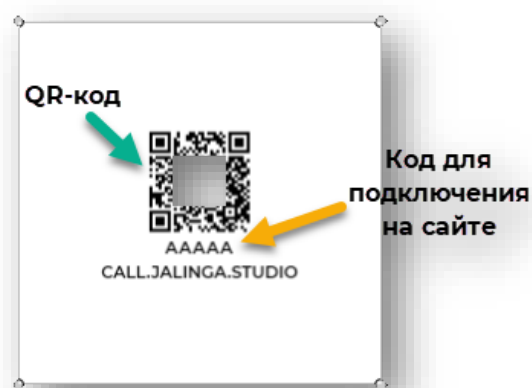 QR-код
Код для
подключения
на сайте
AAAAA
CALL.JALINGA.STUDIO